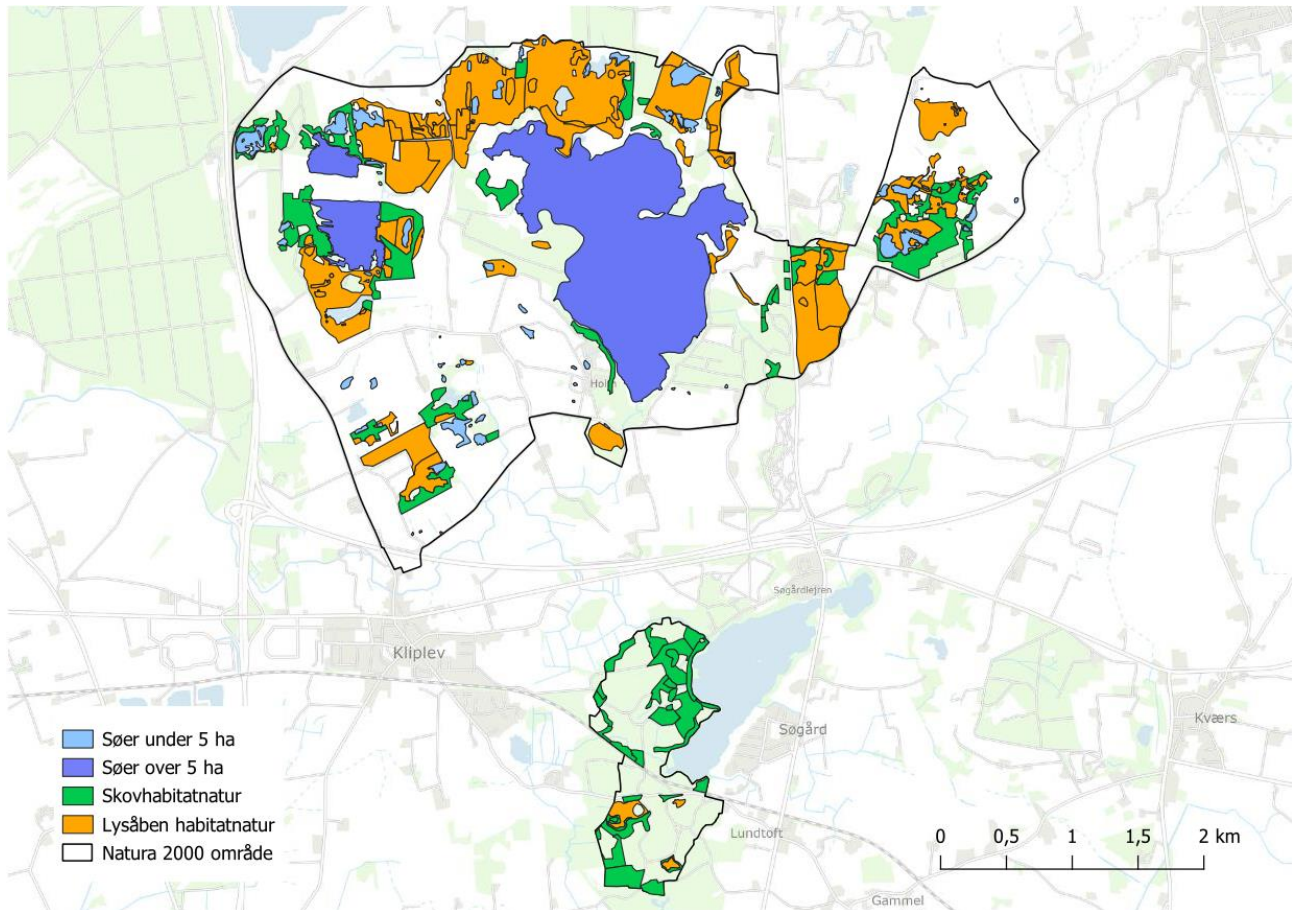 Holb
Søgårdlejren
Kliplev
Søgård
Kværs
Lundtoft
Gammel
Søer under 5 ha
Søer over 5 ha
Skovhabitatnatur
Lysåben habitatnatur
Natura 2000 område
0 0,5 1 1,5 2 km